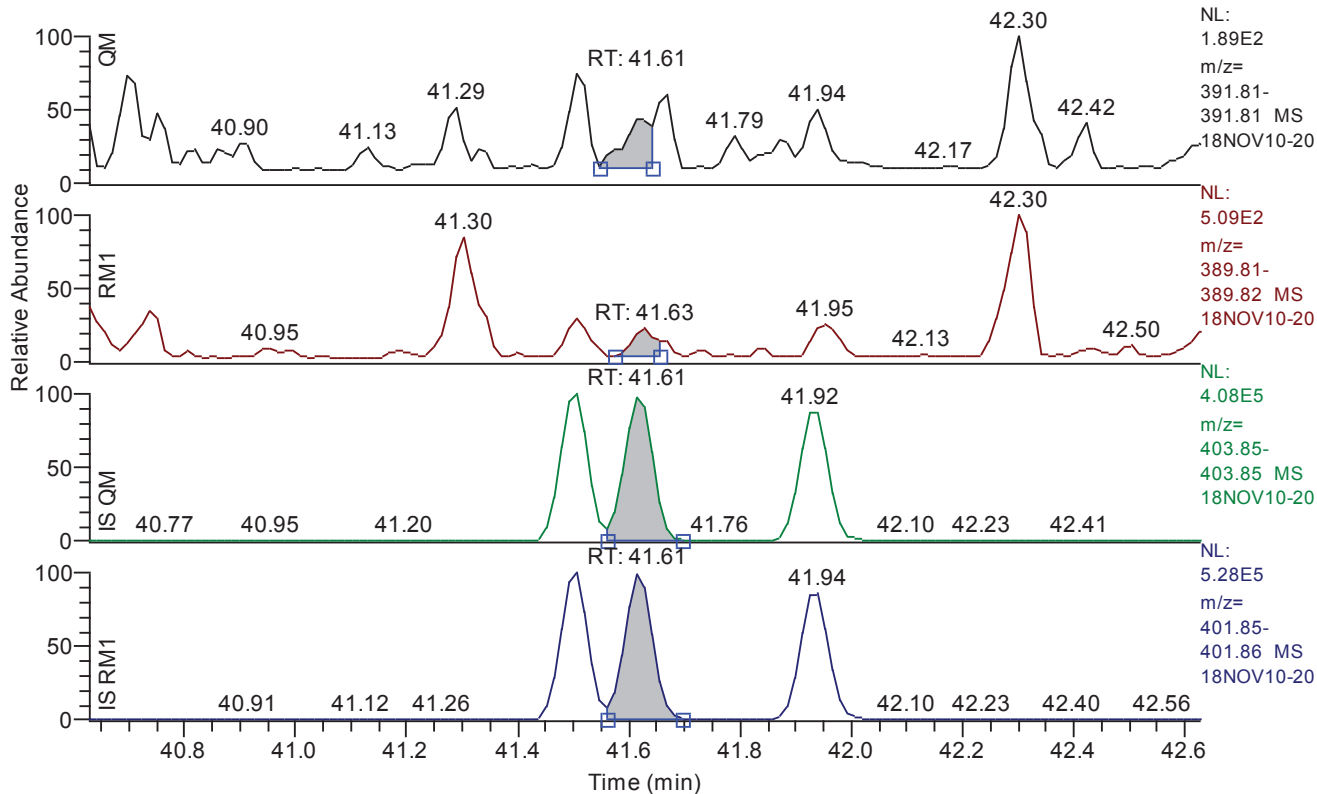 Relative Abundance
QM
100
50
0
40.90
41.13
41.29
RT: 41.61
41.79
41.94
42.17
42.30
42.42
NL:
1.89E2
m/z=
391.81-
391.81 MS
18NOV10-20
RM1
100
50
0
40.95
41.30
RT: 41.63
41.95
42.13
42.30
42.50
NL:
5.09E2
m/z=
389.81-
389.82 MS
18NOV10-20
IS QM
100
50
0
40.77
40.95
41.20
RT: 41.61
41.76
41.92
42.10
42.23
42.41
NL:
4.08E5
m/z=
403.85-
403.85 MS
18NOV10-20
IS RM1
100
50
0
40.91
41.12
41.26
RT: 41.61
41.94
42.10
42.23
42.40
42.56
NL:
5.28E5
m/z=
401.85-
401.86 MS
18NOV10-20
40.8 41.0 41.2 41.4 41.6 41.8 42.0 42.2 42.4 42.6
Time (min)